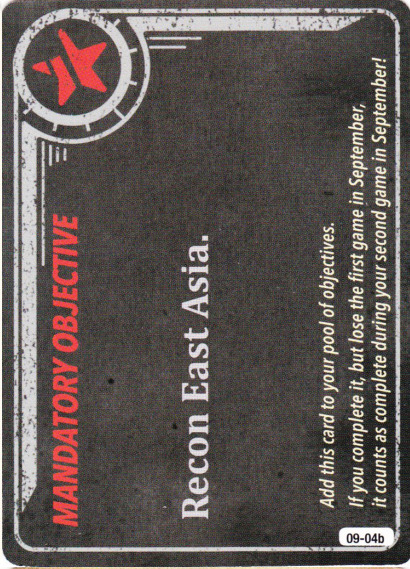 MANDATORY OBJECTIVE
Recon East Asia.
Add this card to your pool of objectives.
If you complete it, but lose the first game in September,
it counts as complete during your second game in September!
09-04b